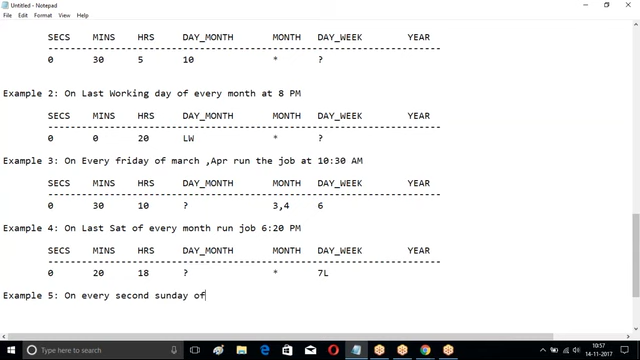 Untitled - Notepad
File Edit Format View Help
SECS MINS HRS DAY_MONTH MONTH DAY_WEEK YEAR
--------------------------------------------------------------------------------
0 30 5 10 * ?
Example 2: On Last Working day of every month at 8 PM
SECS MINS HRS DAY_MONTH MONTH DAY_WEEK YEAR
--------------------------------------------------------------------------------
0 0 20 LW * ?
Example 3: On Every friday of march ,Apr run the job at 10:30 AM
SECS MINS HRS DAY_MONTH MONTH DAY_WEEK YEAR
--------------------------------------------------------------------------------
0 30 10 ? 3,4 6
Example 4: On Last Sat of every month run job 6:20 PM
SECS MINS HRS DAY_MONTH MONTH DAY_WEEK YEAR
--------------------------------------------------------------------------------
0 20 18 ? * 7L
Example 5: On every second sunday of
Type here to search
10:57
14-11-2017